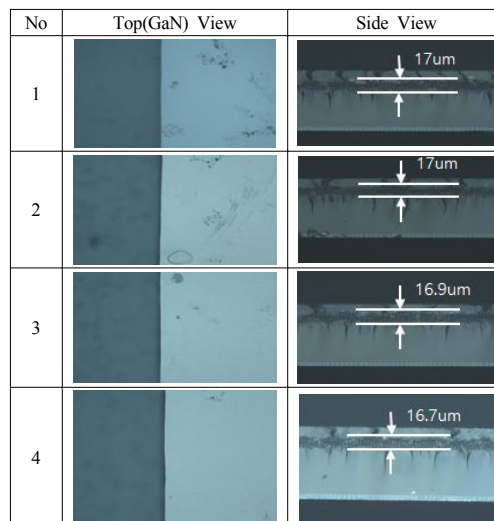 No Top(GaN) View Side View
1 17um
2 17um
3 16.9um
4 16.7um